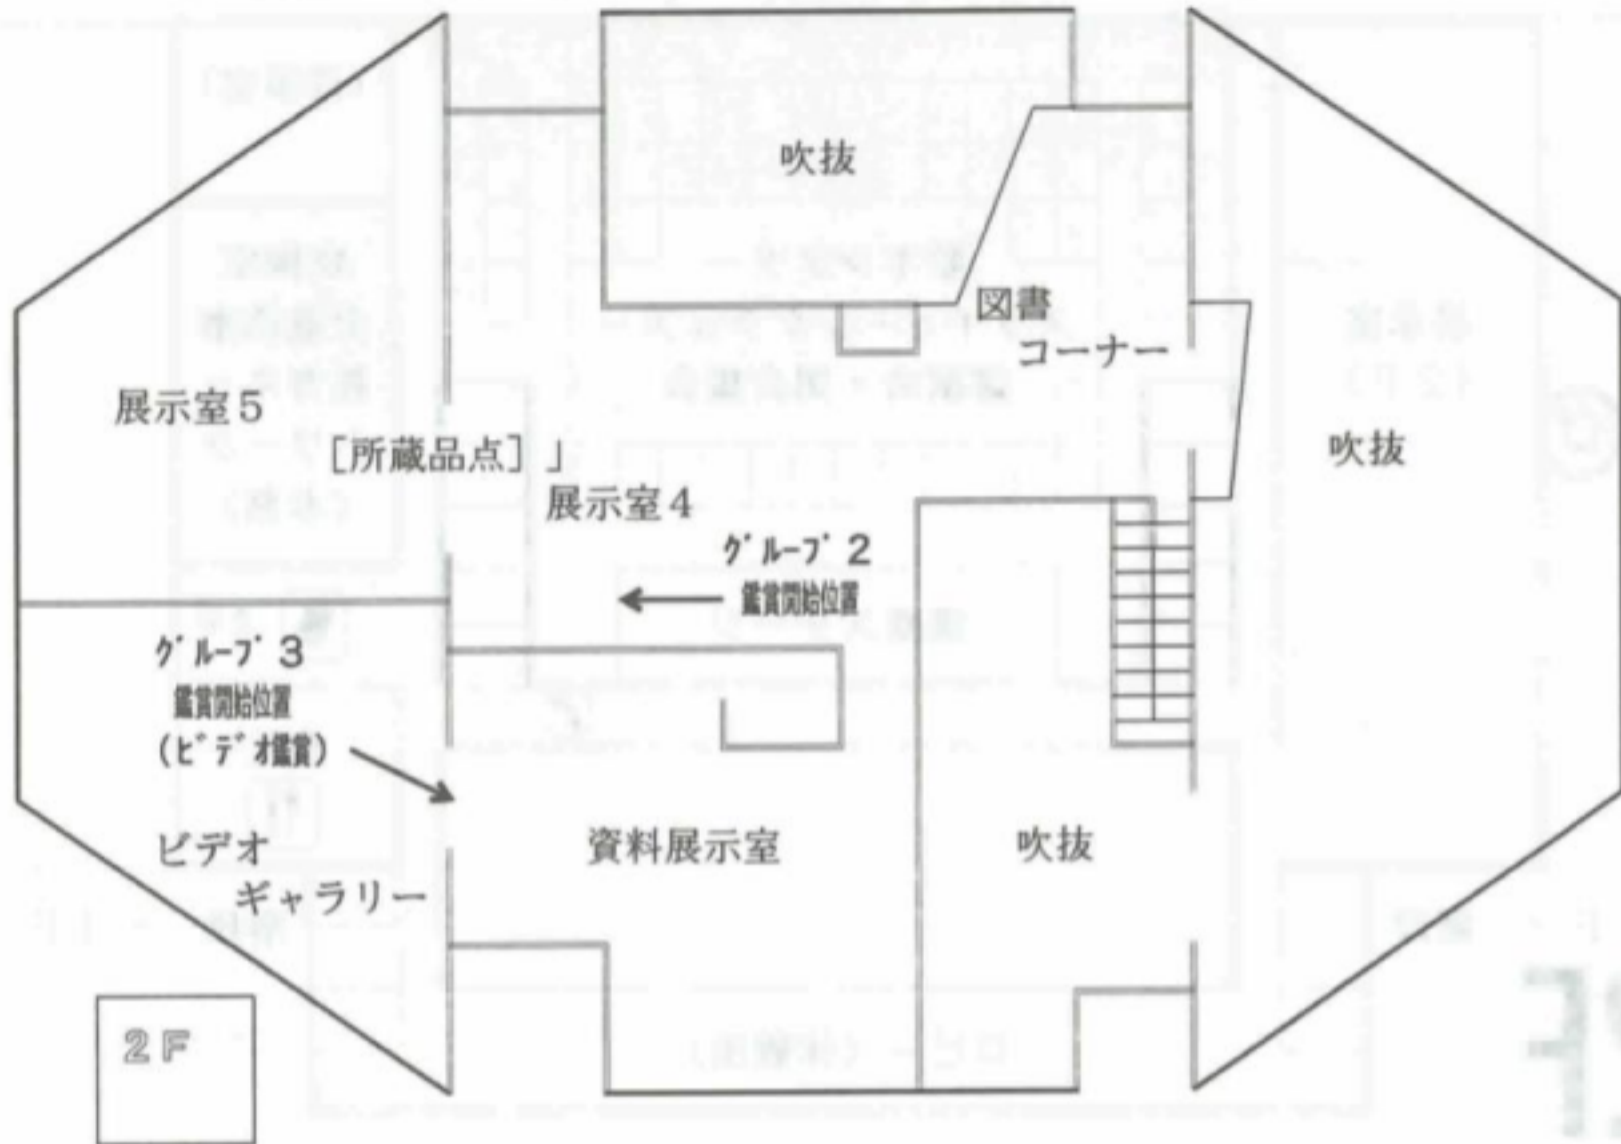 吹抜
図書
コーナー
展示室5
[所蔵品点]」
展示室4
吹抜
グループ2
鑑賞開始位置
グループ3
鑑賞開始位置
(ビデオ鑑賞)
ビデオ
ギャラリー
資料展示室
吹抜
2F